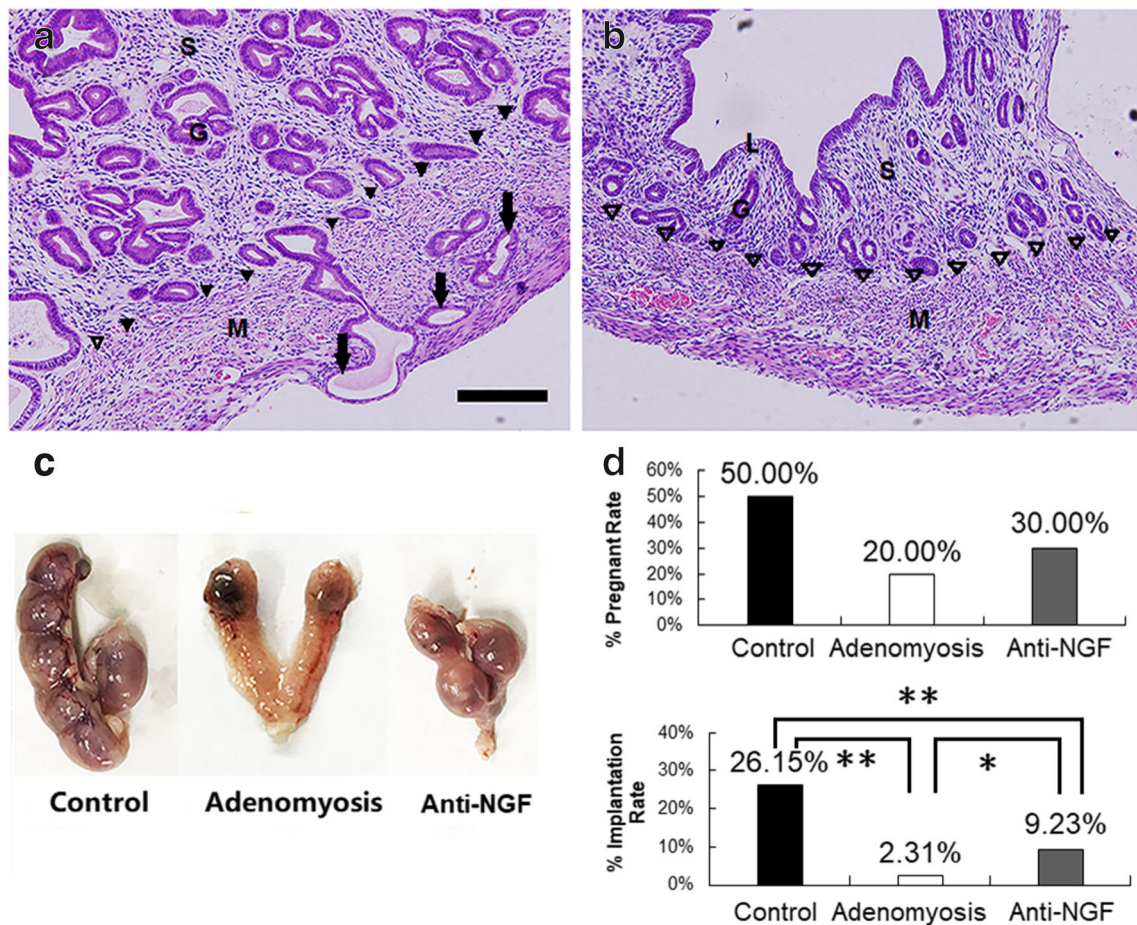 a
S
G
M
b
L
S
G
M
c
Control
Adenomyosis
Anti-NGF
d
% Pregnant Rate
60%
50%
40%
30%
20%
10%
0%
50.00%
20.00%
30.00%
Control
Adenomyosis
Anti-NGF
% Implantation
Rate
40%
30%
20%
10%
0%
**
26.15%
**
*
2.31%
9.23%
Control
Adenomyosis
Anti-NGF